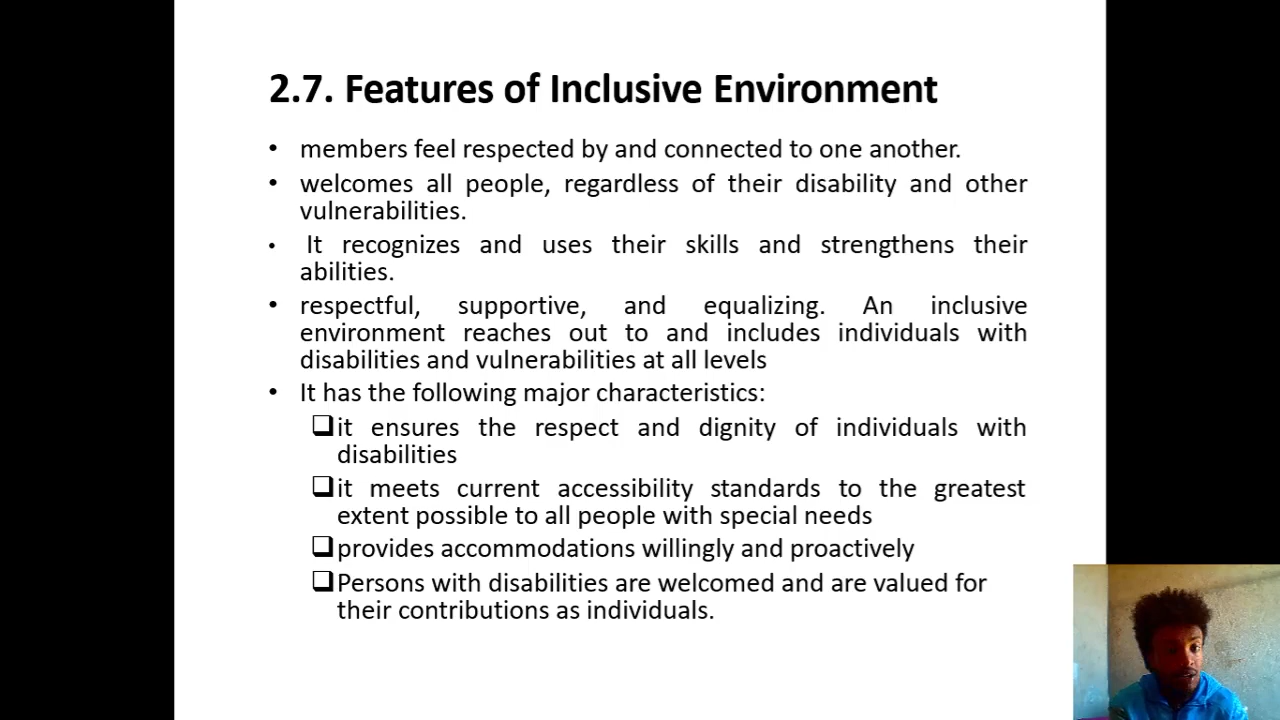 2.7. Features of Inclusive Environment
• members feel respected by and connected to one another.
• welcomes all people, regardless of their disability and other
vulnerabilities.
• It recognizes and uses their skills and strengthens their
abilities.
• respectful, supportive, and equalizing. An inclusive
environment reaches out to and includes individuals with
disabilities and vulnerabilities at all levels
• It has the following major characteristics:
❑it ensures the respect and dignity of individuals with
disabilities
❑it meets current accessibility standards to the greatest
extent possible to all people with special needs
❑provides accommodations willingly and proactively
❑Persons with disabilities are welcomed and are valued for
their contributions as individuals.